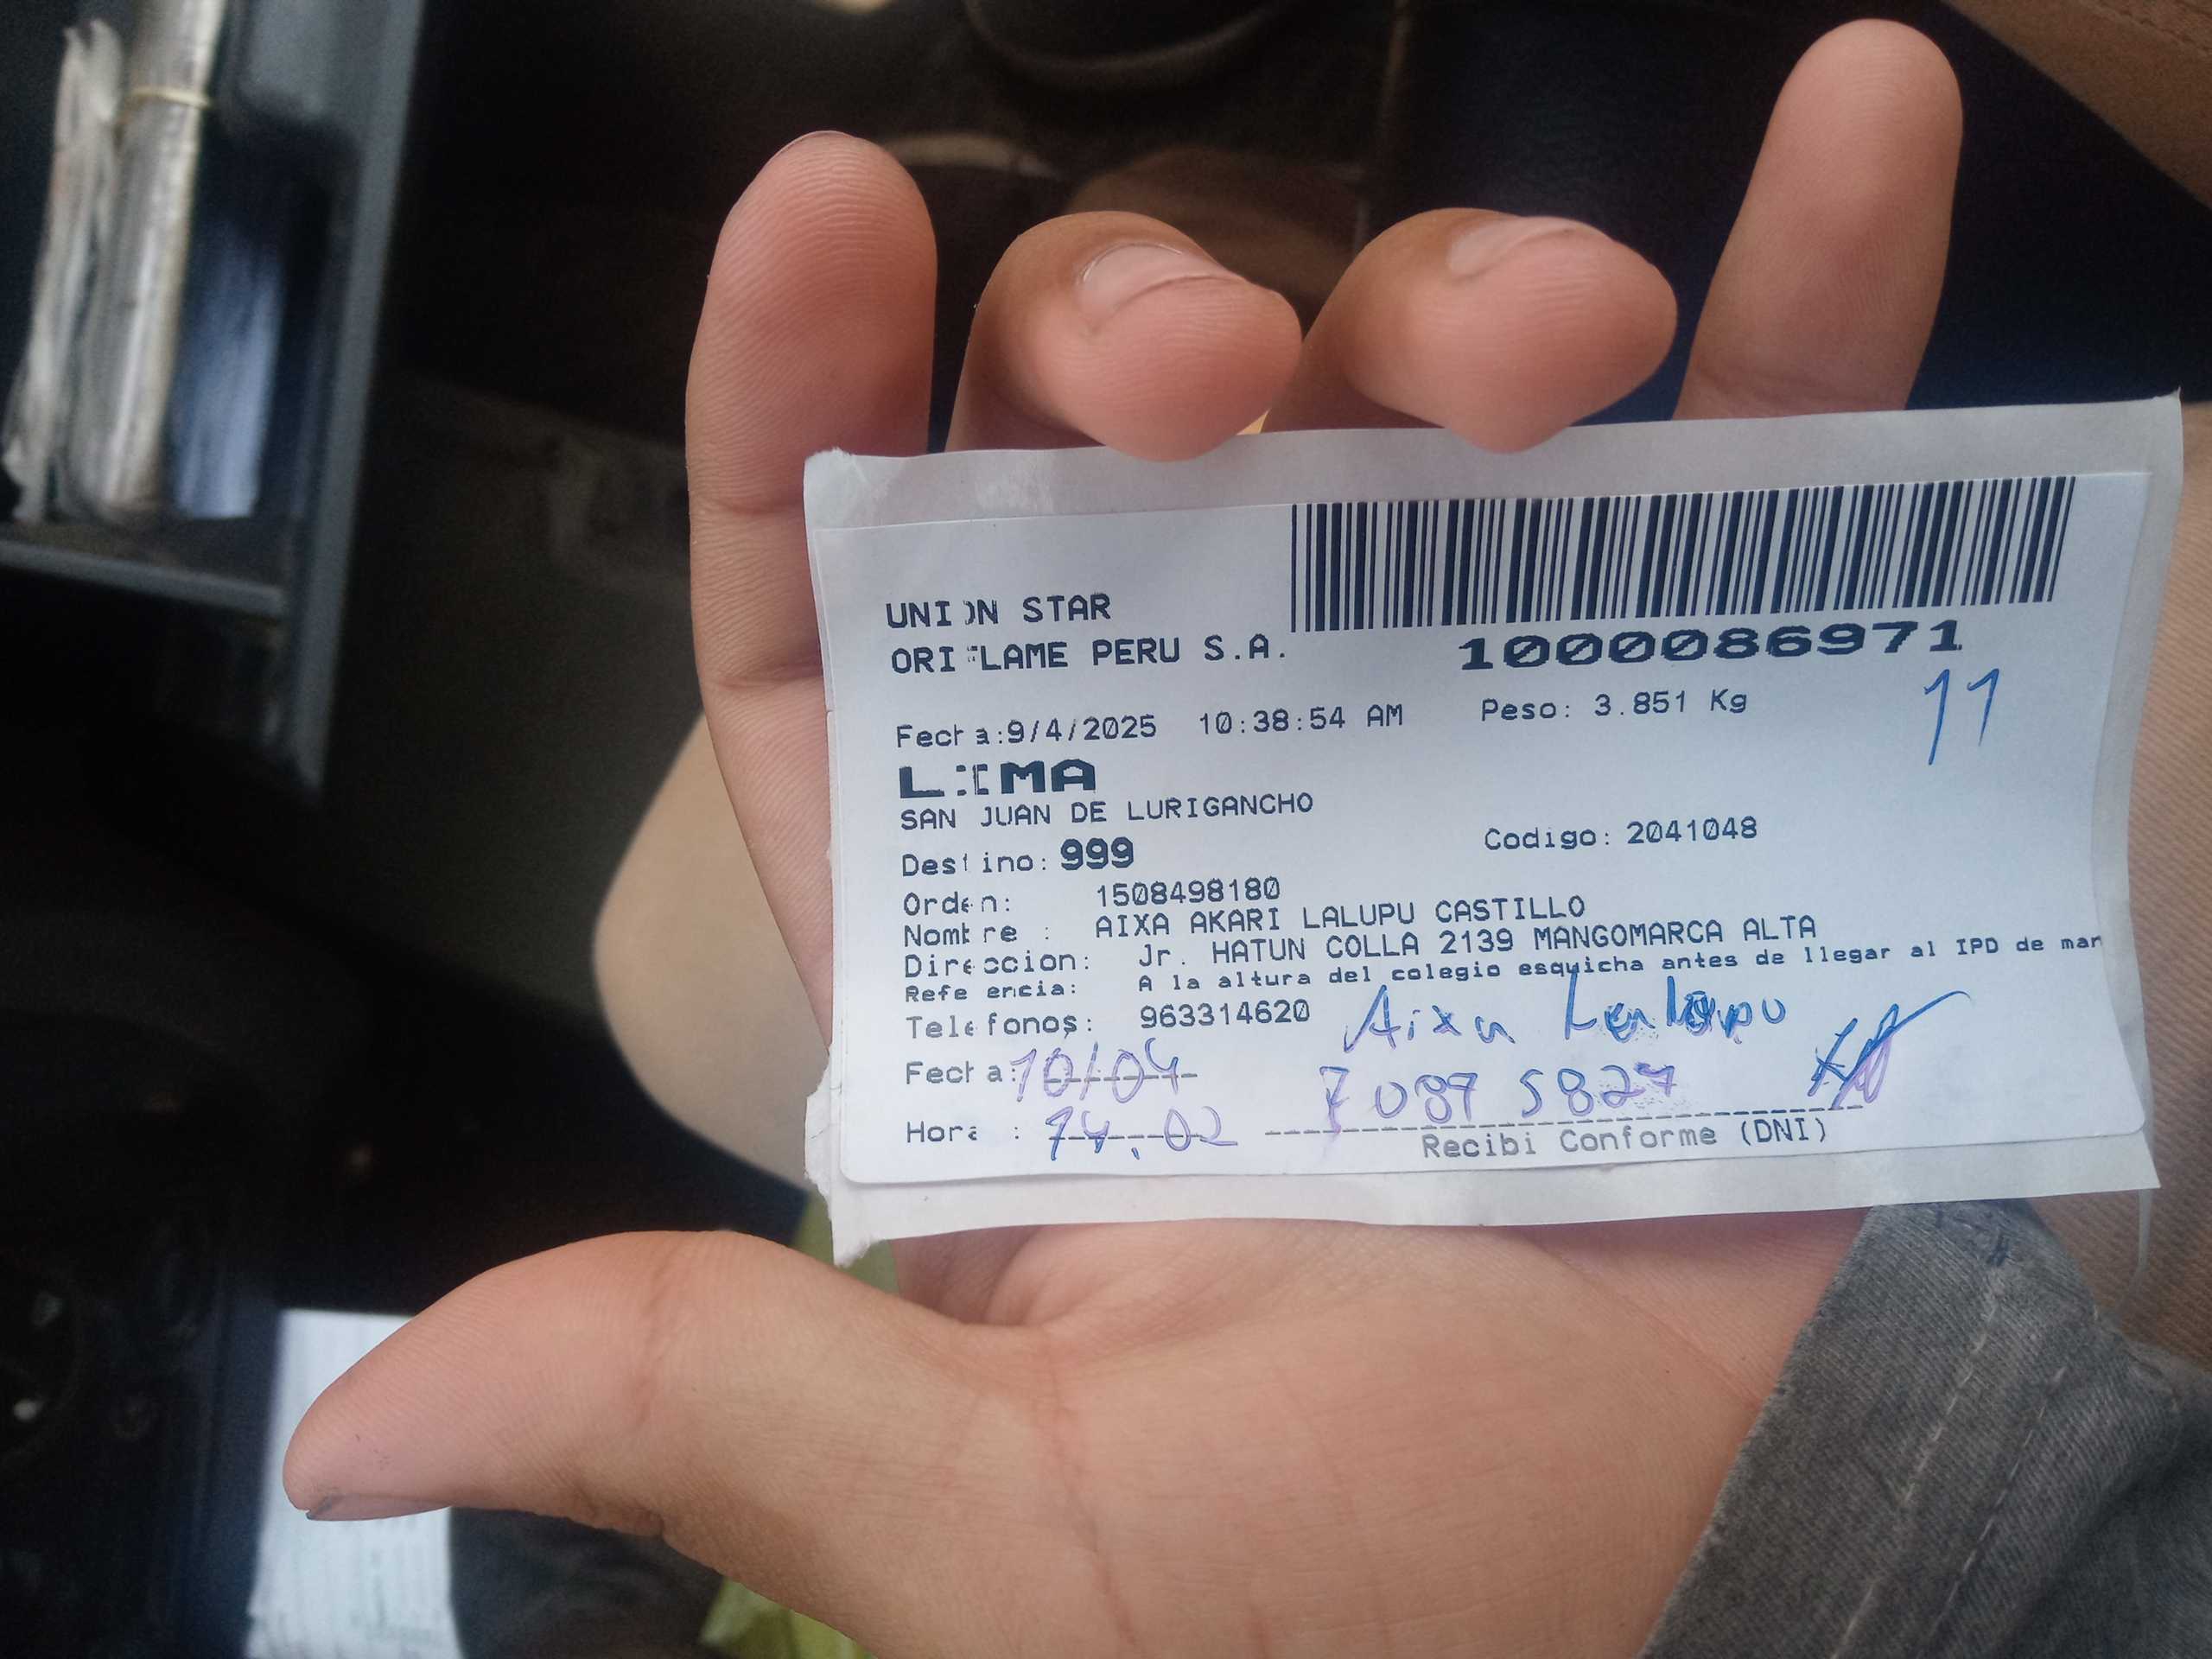 UNION STAR
ORIFLAME PERU S.A.
1000086971
11
Fecha:9/4/2025 10:38:54 AM Peso: 3.851 Kg
LIMA
SAN JUAN DE LURIGANCHO
Destino: 999 Codigo: 2041048
Orden: 1508498180
Nombre : AIXA AKARI LALUPU CASTILLO
Direccion: Jr. HATUN COLLA 2139 MANGOMARCA ALTA
Referencia: A la altura del colegio esquicha antes de llegar al IPD de man
Telefonos: 963314620 Aixa Lalupu
Fecha: 10/04
Hora : 14.02
Recibi Conforme (DNI)